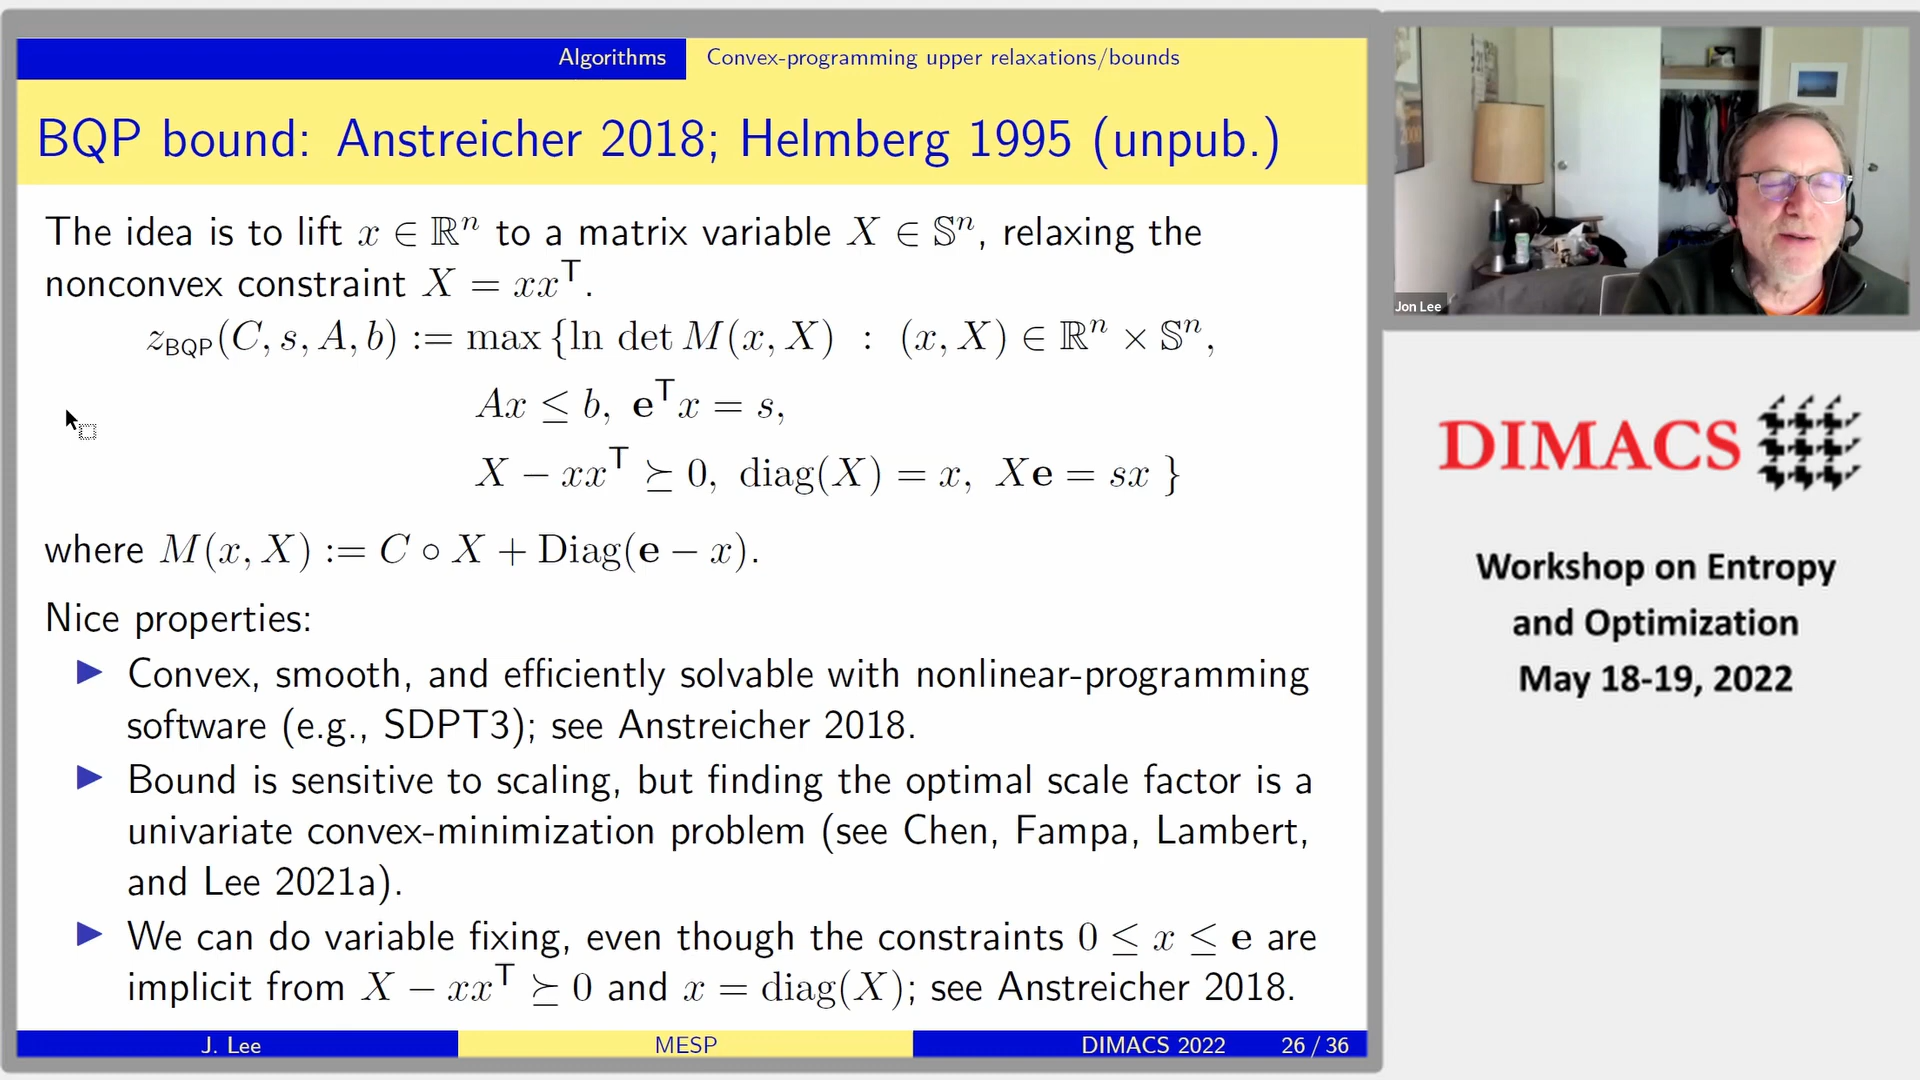 Algorithms Convex-programming upper relaxations/bounds
BQP bound: Anstreicher 2018; Helmberg 1995 (unpub.)
The idea is to lift x ∈ ℝⁿ to a matrix variable X ∈ 𝕊ⁿ, relaxing the
nonconvex constraint X = xxᵀ.
z_BQP(C, s, A, b) := max {ln det M(x, X) : (x, X) ∈ ℝⁿ × 𝕊ⁿ,
Ax ≤ b, 𝐞ᵀx = s,
X − xxᵀ ⪰ 0, diag(X) = x, X𝐞 = sx }
where M(x, X) := C ∘ X + Diag(𝐞 − x).
Nice properties:
▶ Convex, smooth, and efficiently solvable with nonlinear-programming
software (e.g., SDPT3); see Anstreicher 2018.
▶ Bound is sensitive to scaling, but finding the optimal scale factor is a
univariate convex-minimization problem (see Chen, Fampa, Lambert,
and Lee 2021a).
▶ We can do variable fixing, even though the constraints 0 ≤ x ≤ 𝐞 are
implicit from X − xxᵀ ⪰ 0 and x = diag(X); see Anstreicher 2018.
J. Lee MESP DIMACS 2022 26 / 36
Jon Lee
DIMACS
Workshop on Entropy
and Optimization
May 18-19, 2022